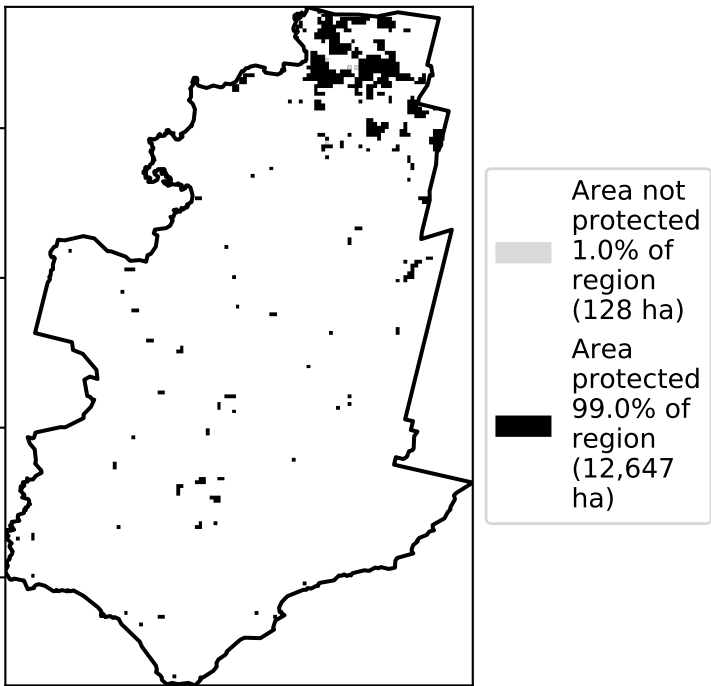 Area not
protected
1.0% of
region
(128 ha)
Area
protected
99.0% of
region
(12,647
ha)